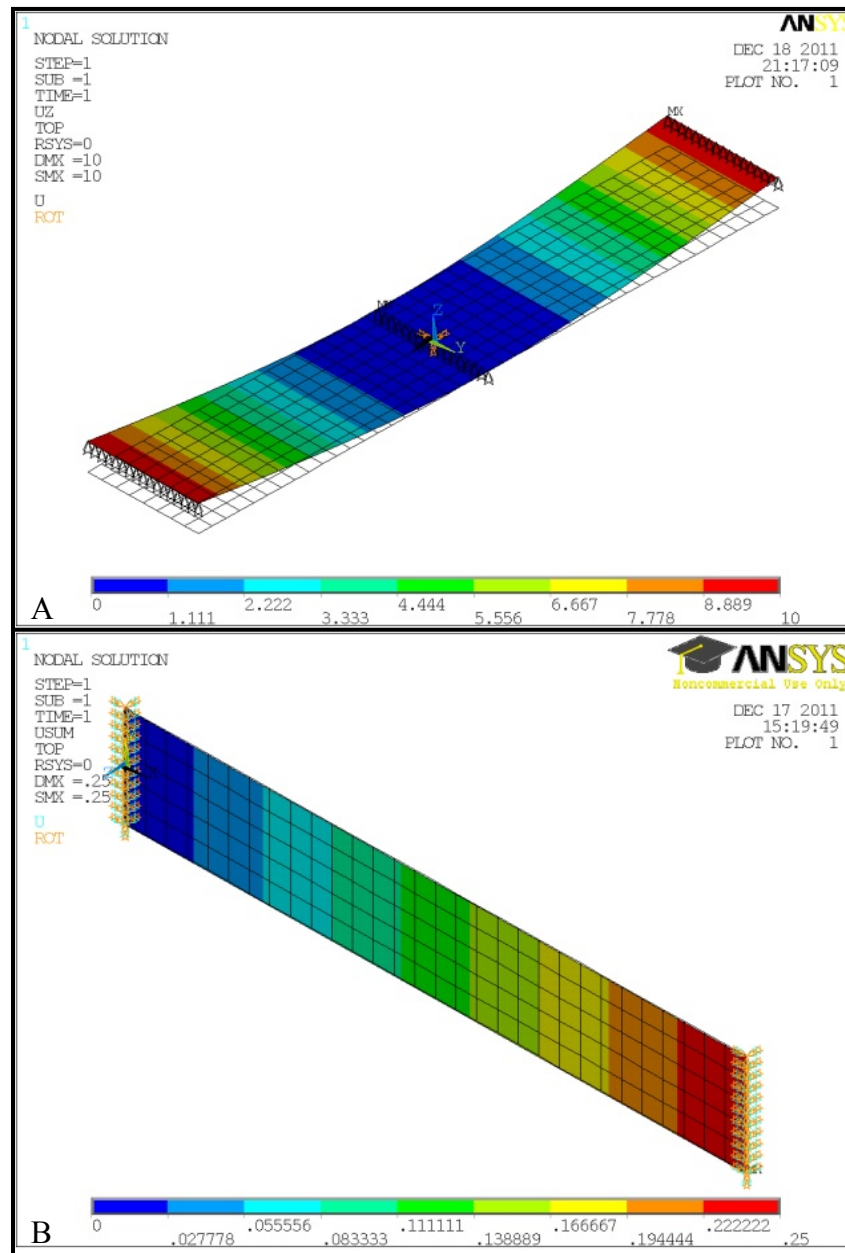 1
NODAL SOLUTION
STEP=1
SUB =1
TIME=1
UZ
TOP
RSYS=0
DMX =10
SMX =10
U
ROT
ANSYS
DEC 18 2011
21:17:09
PLOT NO. 1
MX
Z
Y
0 1.111 2.222 3.333 4.444 5.556 6.667 7.778 8.889 10
A
1
NODAL SOLUTION
STEP=1
SUB =1
TIME=1
USUM
TOP
RSYS=0
DMX =.25
SMX =.25
U
ROT
ANSYS
Noncommercial Use Only
DEC 17 2011
15:19:49
PLOT NO. 1
0 .027778 .055556 .083333 .111111 .138889 .166667 .194444 .222222 .25
B